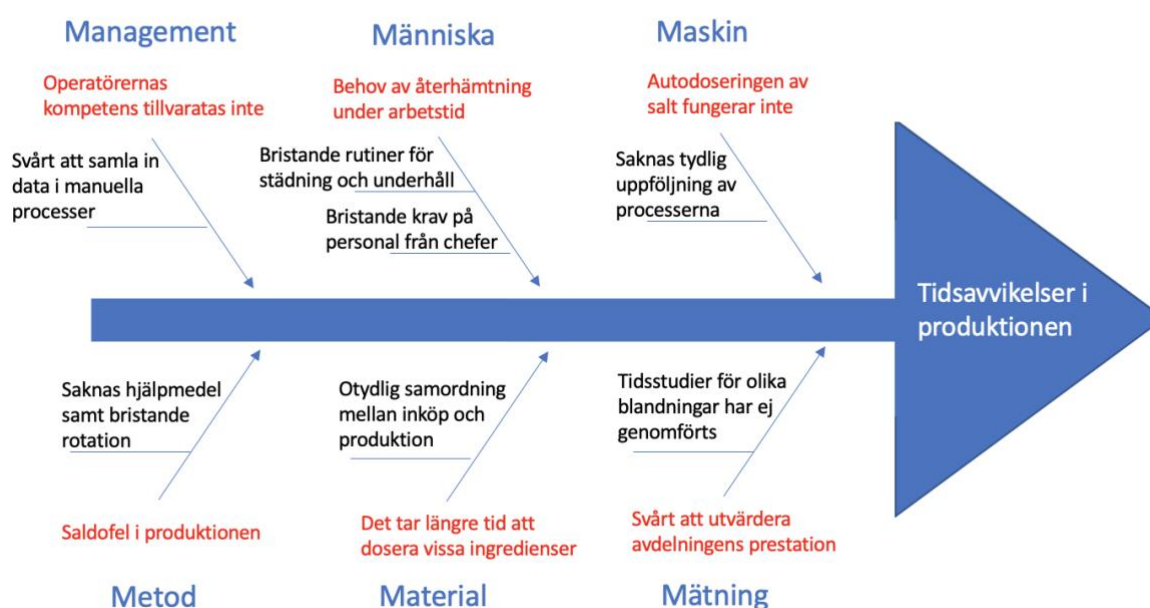 Management
Operatörernas
kompetens tillvaratas inte
Svårt att samla in
data i manuella
processer
Människa
Behov av återhämtning
under arbetstid
Bristande rutiner för
städning och underhåll
Bristande krav på
personal från chefer
Maskin
Autodoseringen av
salt fungerar inte
Saknas tydlig
uppföljning av
processerna
Tidsavvikelser i
produktionen
Saknas hjälpmedel
samt bristande
rotation
Saldofel i produktionen
Metod
Otydlig samordning
mellan inköp och
produktion
Det tar längre tid att
dosera vissa ingredienser
Material
Tidsstudier för olika
blandningar har ej
genomförts
Svårt att utvärdera
avdelningens prestation
Mätning